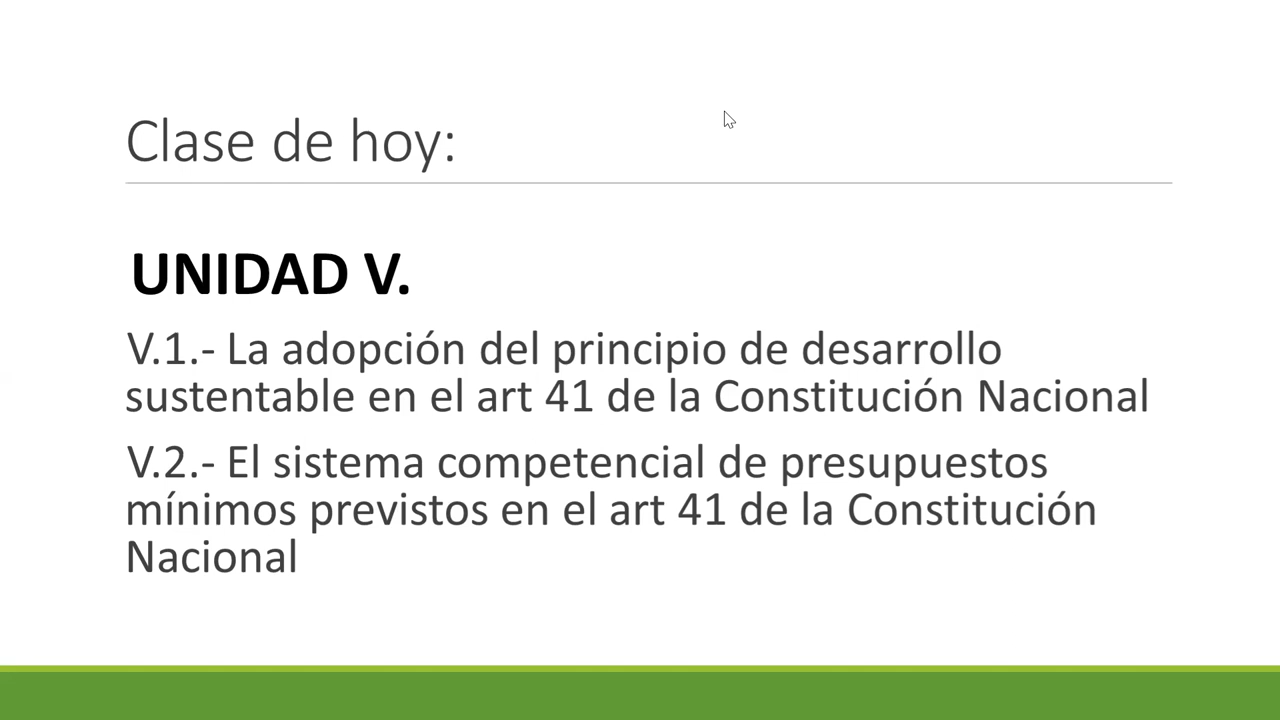 Clase de hoy:
UNIDAD V.
V.1.- La adopción del principio de desarrollo
sustentable en el art 41 de la Constitución Nacional
V.2.- El sistema competencial de presupuestos
mínimos previstos en el art 41 de la Constitución
Nacional